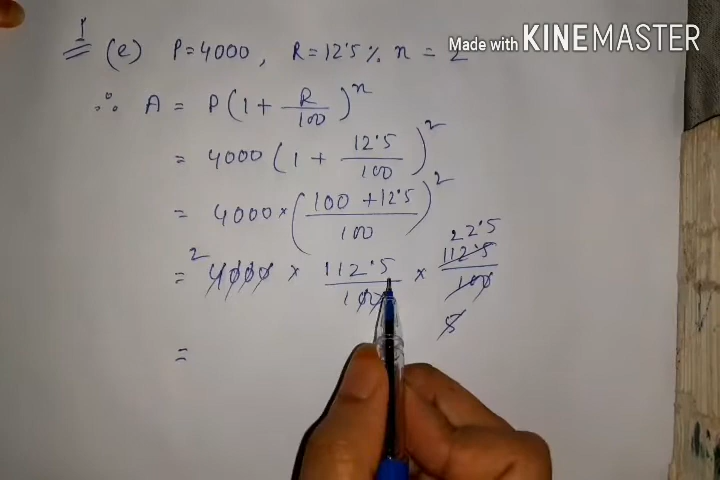 1 (e) P=4000, R=12.5% n = 2
Made with KINEMASTER
∴ A = P(1 + R/100)^n
= 4000(1 + 12.5/100)^2
= 4000×(100 +12.5/100)^2
2 22.5
= 4000 × 112.5/100 × 112.5/100
5
=